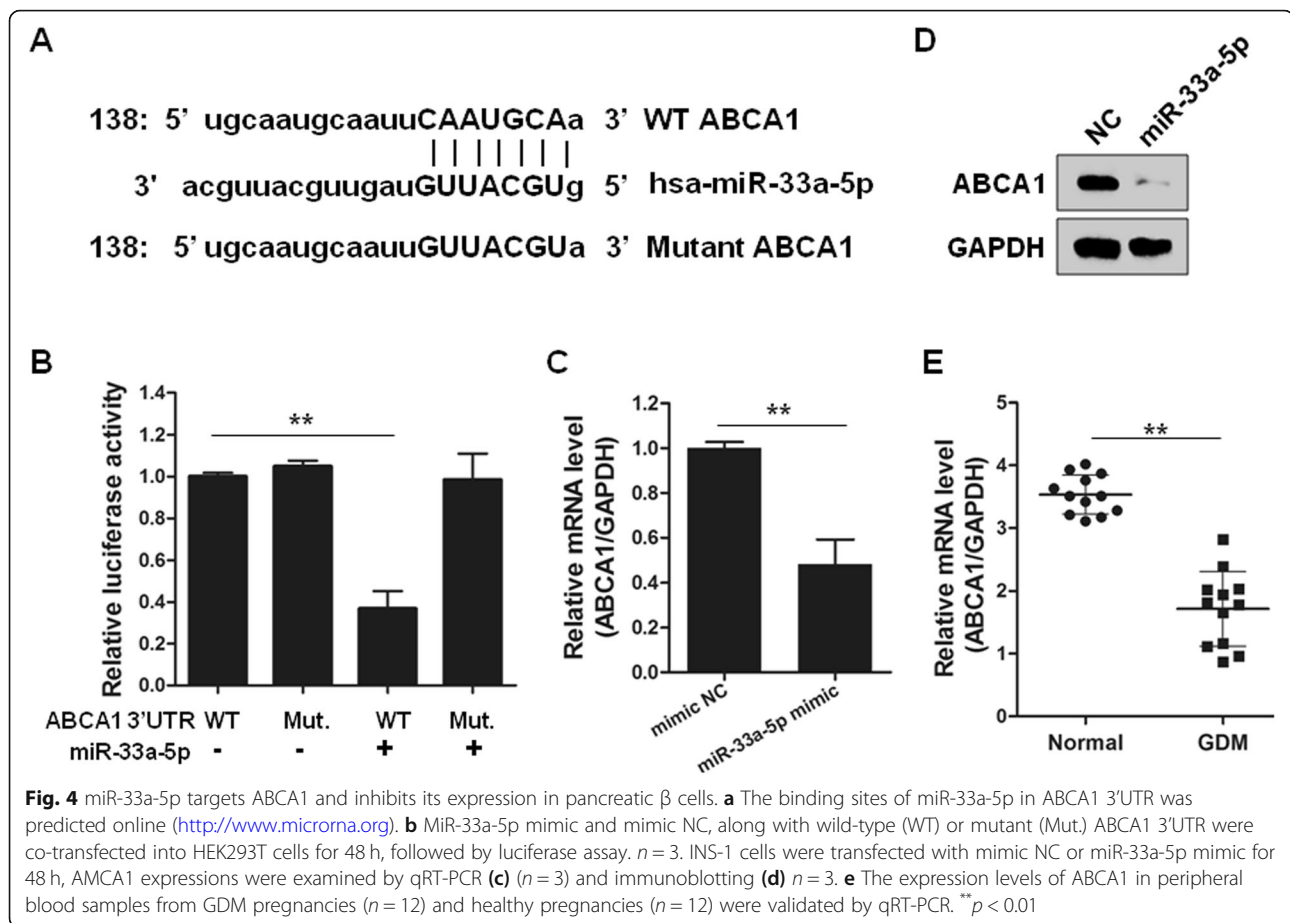 A
138: 5' ugcaaugcaauuCAAUGCAa 3' WT ABCA1
3' acguuacguugauGUUACGUg 5' hsa-miR-33a-5p
138: 5' ugcaaugcaauuGUUACGUa 3' Mutant ABCA1
D
NC miR-33a-5p
ABCA1
GAPDH
B
Relative luciferase activity
1.4
1.2
1.0
0.8
0.6
0.4
0.2
0.0
**
ABCA1 3'UTR WT Mut. WT Mut.
miR-33a-5p - - + +
C
Relative mRNA level
(ABCA1/GAPDH)
1.2
1.0
0.8
0.6
0.4
0.2
0.0
**
mimic NC
miR-33a-5p mimic
E
Relative mRNA level
(ABCA1/GAPDH)
5
4
3
2
1
0
**
Normal GDM
Fig. 4 miR-33a-5p targets ABCA1 and inhibits its expression in pancreatic β cells. a The binding sites of miR-33a-5p in ABCA1 3'UTR was
predicted online (http://www.microrna.org). b MiR-33a-5p mimic and mimic NC, along with wild-type (WT) or mutant (Mut.) ABCA1 3'UTR were
co-transfected into HEK293T cells for 48 h, followed by luciferase assay. n = 3. INS-1 cells were transfected with mimic NC or miR-33a-5p mimic for
48 h, AMCA1 expressions were examined by qRT-PCR (c) (n = 3) and immunoblotting (d) n = 3. e The expression levels of ABCA1 in peripheral
blood samples from GDM pregnancies (n = 12) and healthy pregnancies (n = 12) were validated by qRT-PCR. **p < 0.01